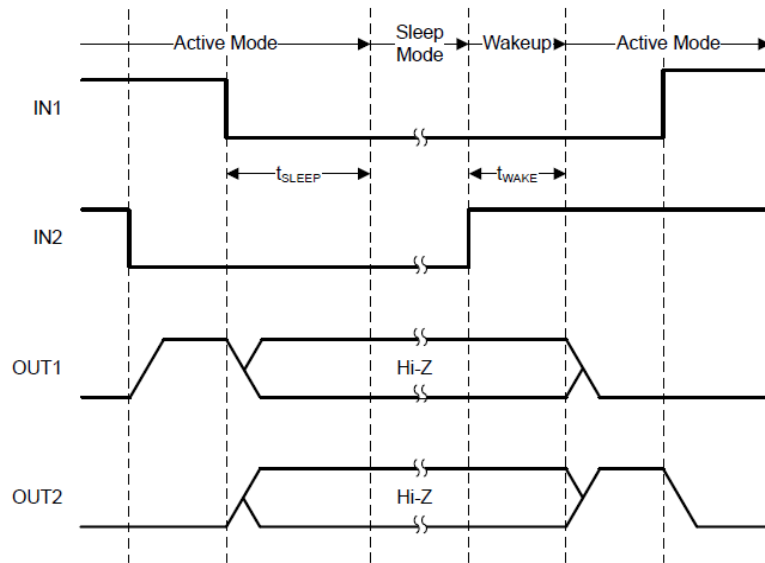 Active Mode
Sleep
Mode
Wakeup
Active Mode
IN1
tSLEEP
tWAKE
IN2
OUT1
Hi-Z
OUT2
Hi-Z